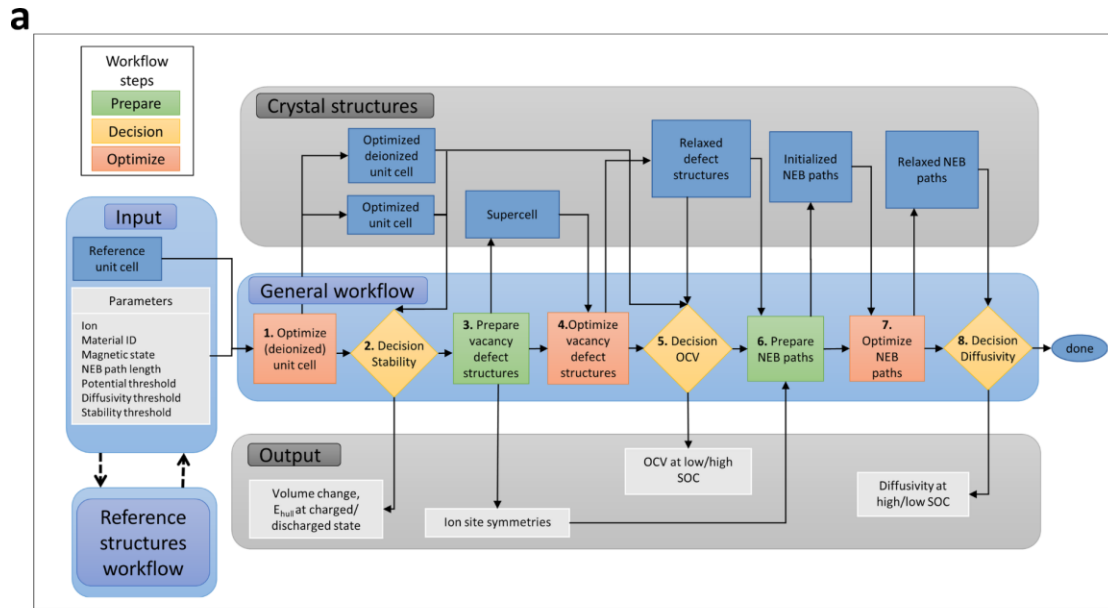 a
Workflow
steps
Prepare
Decision
Optimize
Crystal structures
Optimized
deionized
unit cell
Optimized
unit cell
Supercell
Relaxed
defect
structures
Initialized
NEB paths
Relaxed NEB
paths
Input
Reference
unit cell
Parameters
Ion
Material ID
Magnetic state
NEB path length
Potential threshold
Diffusivity threshold
Stability threshold
General workflow
1. Optimize
(deionized)
unit cell
2. Decision
Stability
3. Prepare
vacancy
defect
structures
4.Optimize
vacancy
defect
structures
5. Decision
OCV
6. Prepare
NEB paths
7.
Optimize
NEB
paths
8. Decision
Diffusivity
done
Output
Volume change,
Ehull at charged/
discharged state
Ion site symmetries
OCV at low/high
SOC
Diffusivity at
high/low SOC
Reference
structures
workflow